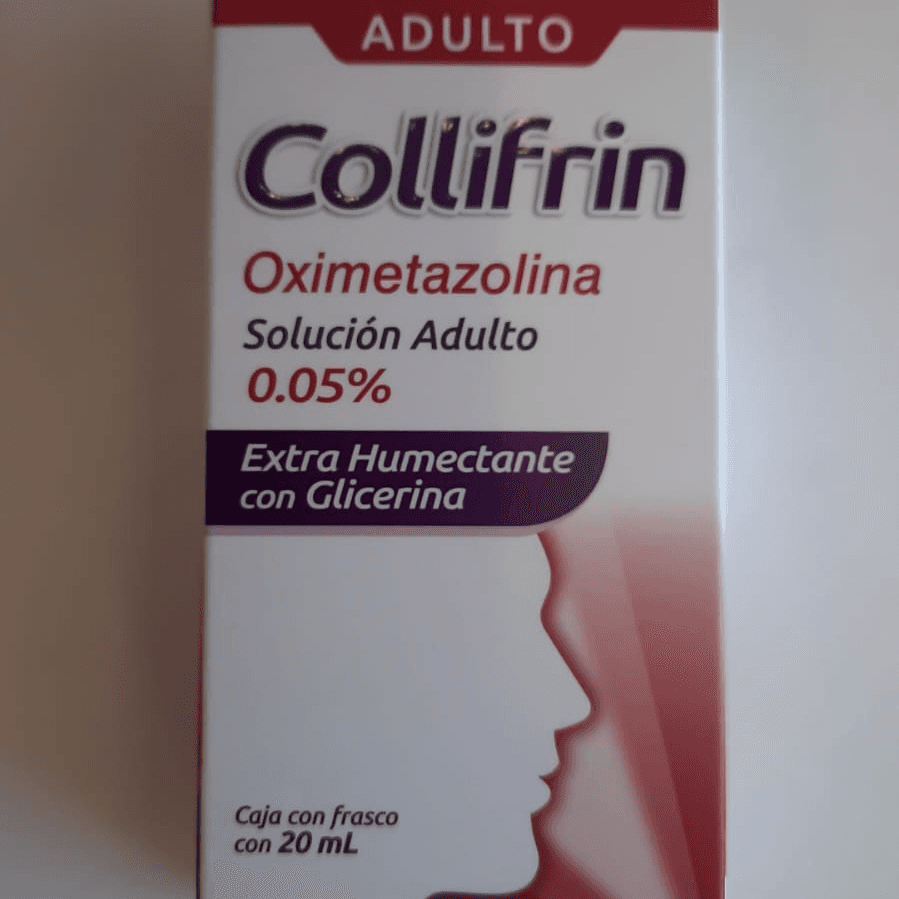 ADULTO
Collifrin
Oximetazolina
Solución Adulto
0.05%
Extra Humectante
con Glicerina
Caja con frasco
con 20 mL